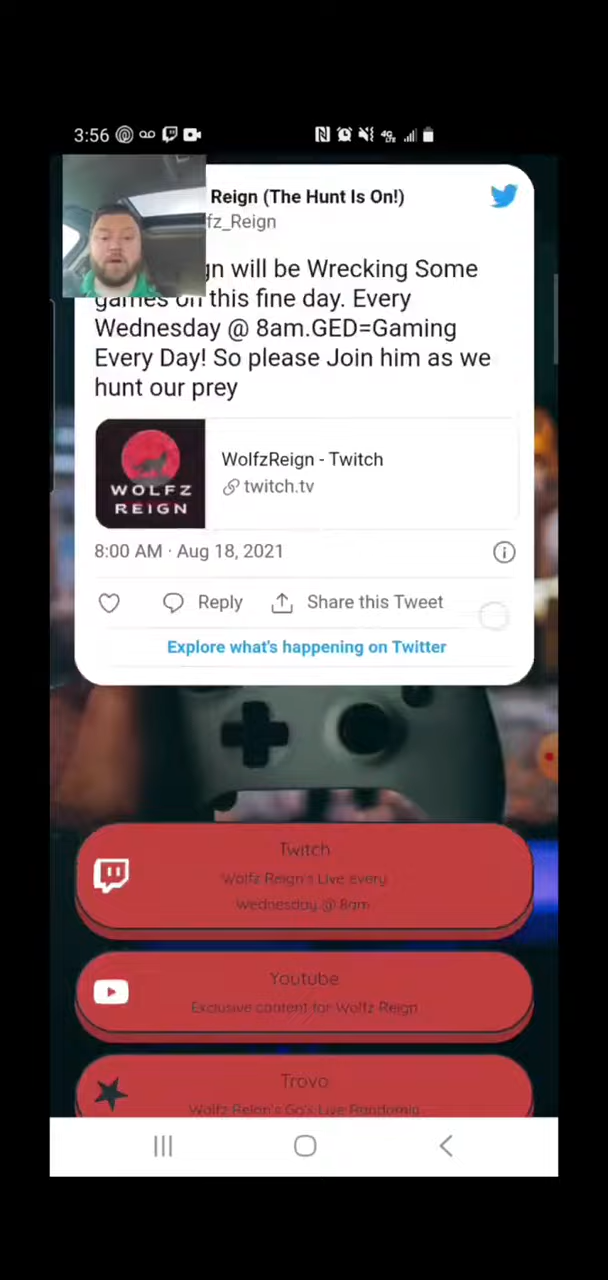 3:56
4G
Reign (The Hunt Is On!)
fz_Reign
gn will be Wrecking Some
games on this fine day. Every
Wednesday @ 8am.GED=Gaming
Every Day! So please Join him as we
hunt our prey
WOLFZ
REIGN
WolfzReign - Twitch
twitch.tv
8:00 AM · Aug 18, 2021
Reply
Share this Tweet
Explore what's happening on Twitter
Twitch
Wolfz Reign's Live every
Wednesday @ 8am
Youtube
Exclusive content for Wolfz Reign
Trovo
Wolfz Reign's Go's Live Randomly